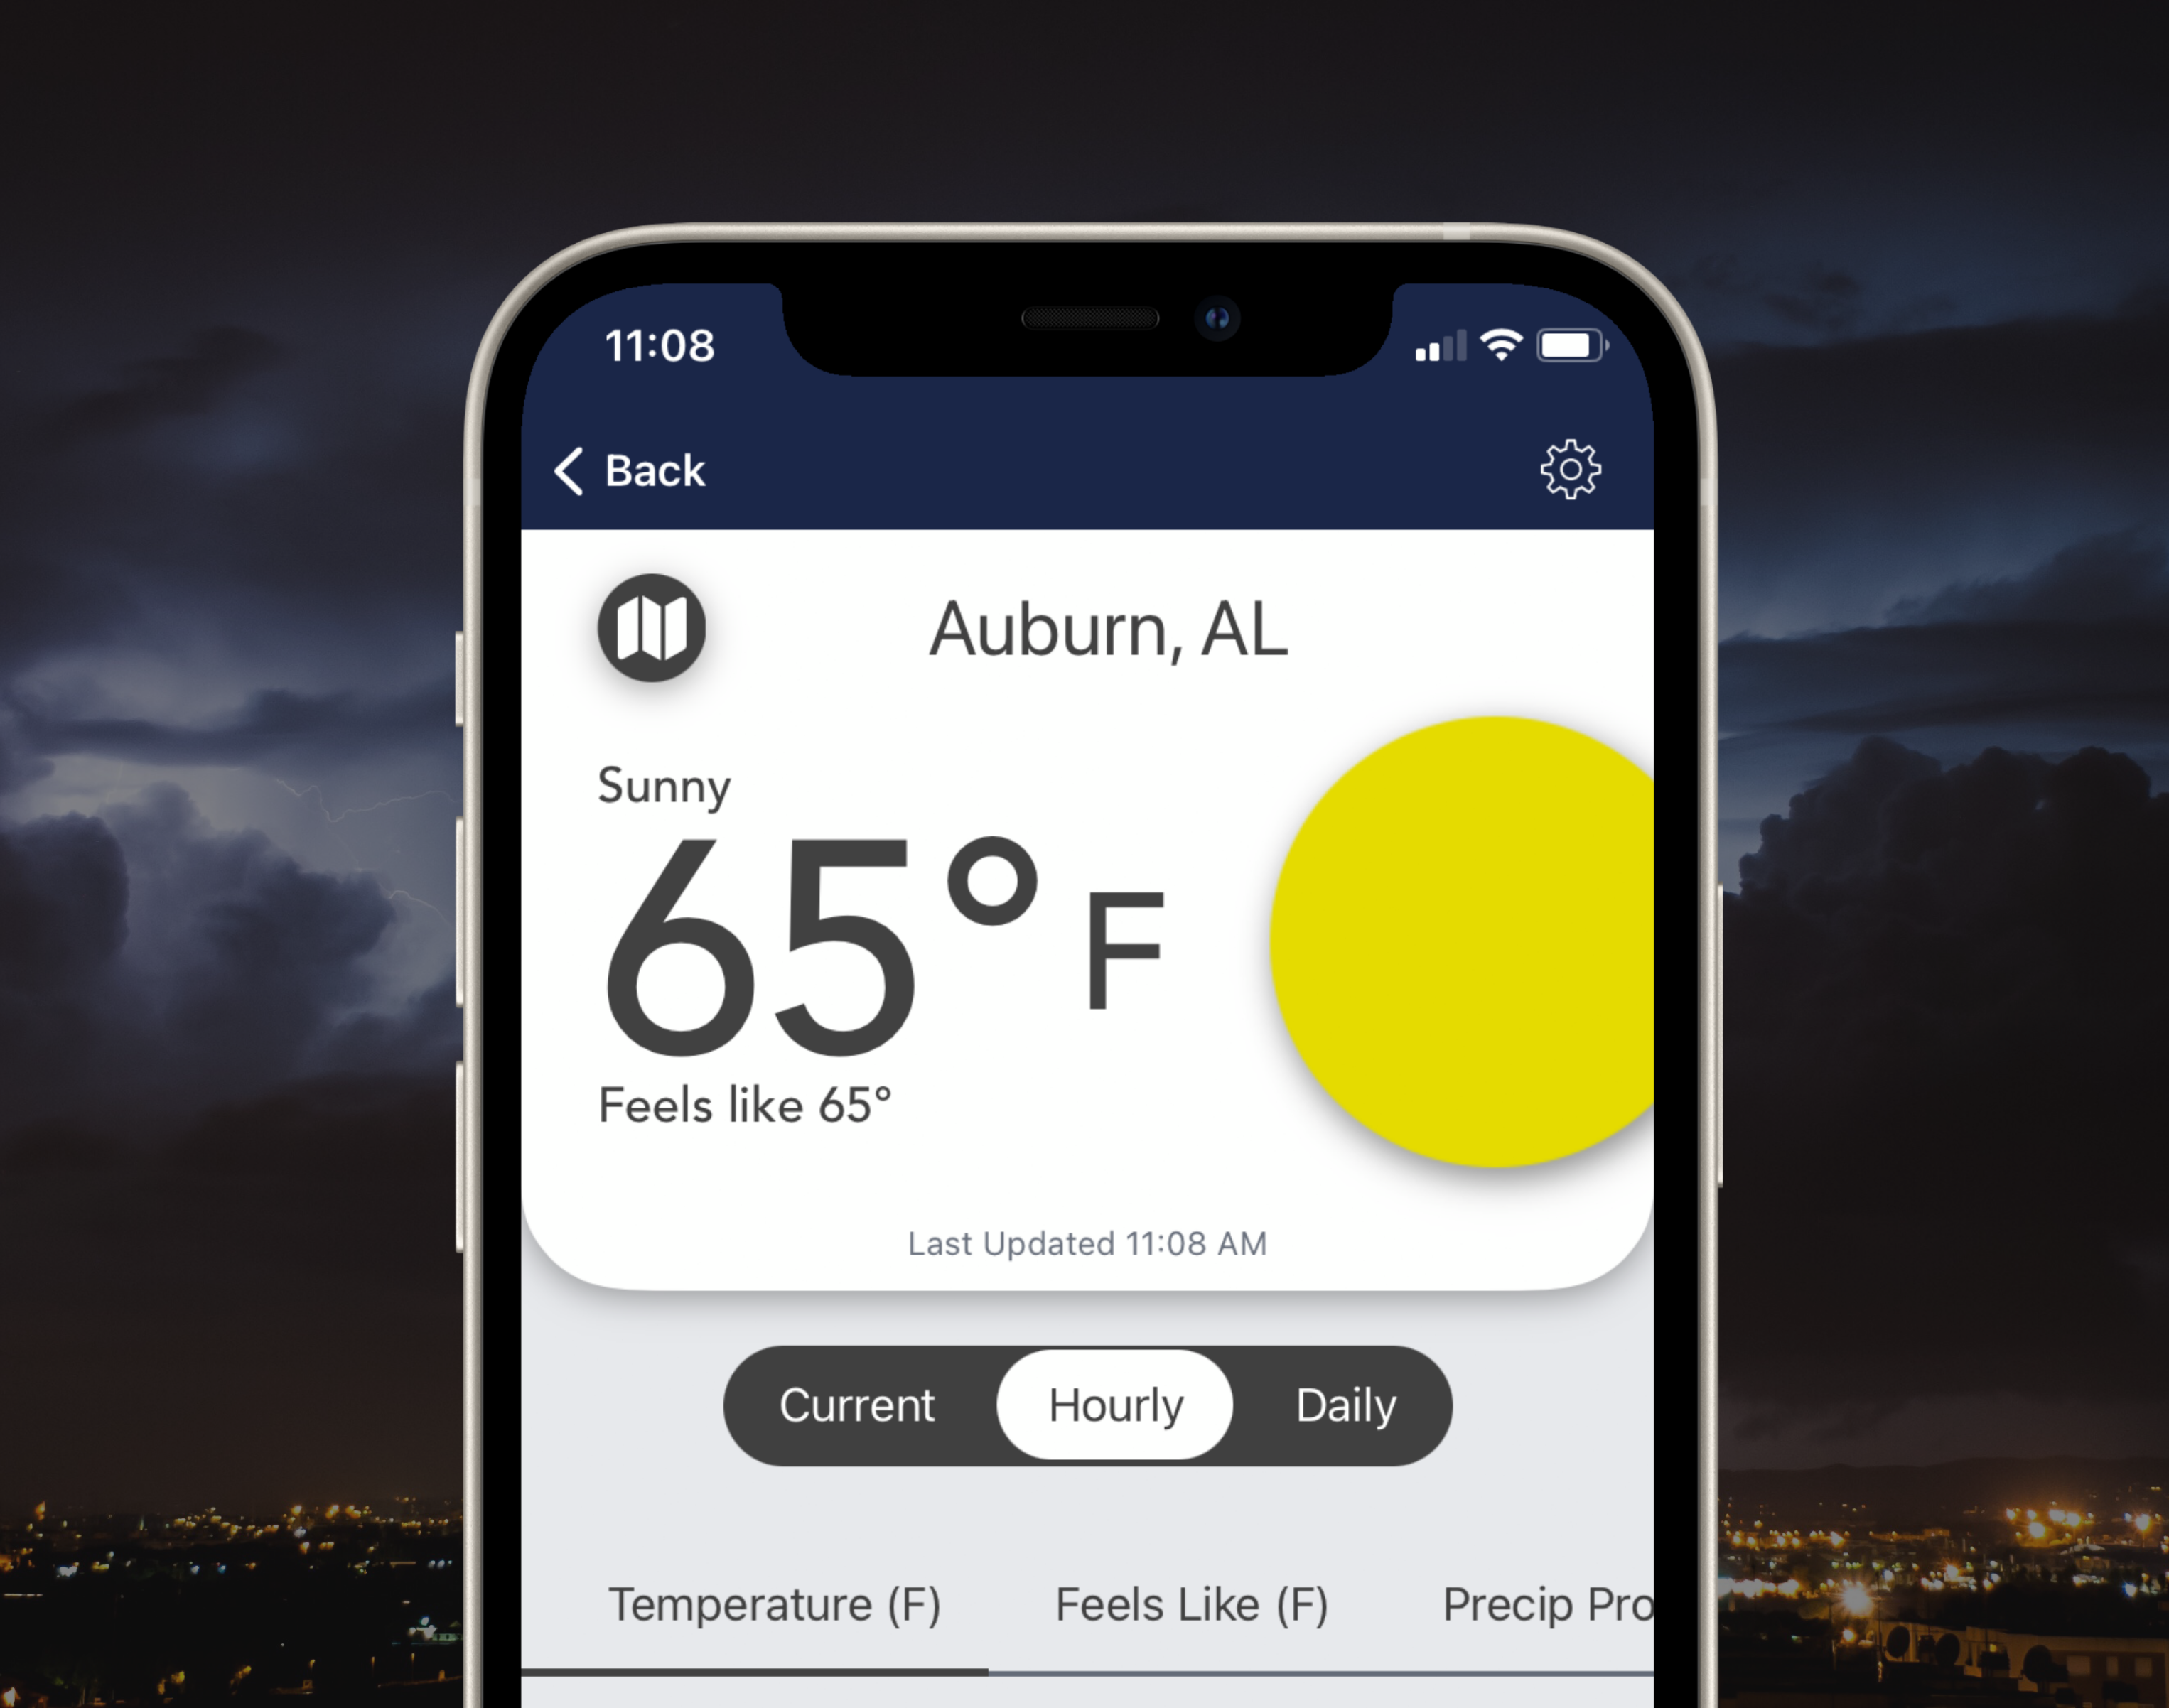 11:08
Back
Auburn, AL
Sunny
65° F
Feels like 65°
Last Updated 11:08 AM
Current Hourly Daily
Temperature (F) Feels Like (F) Precip Pro